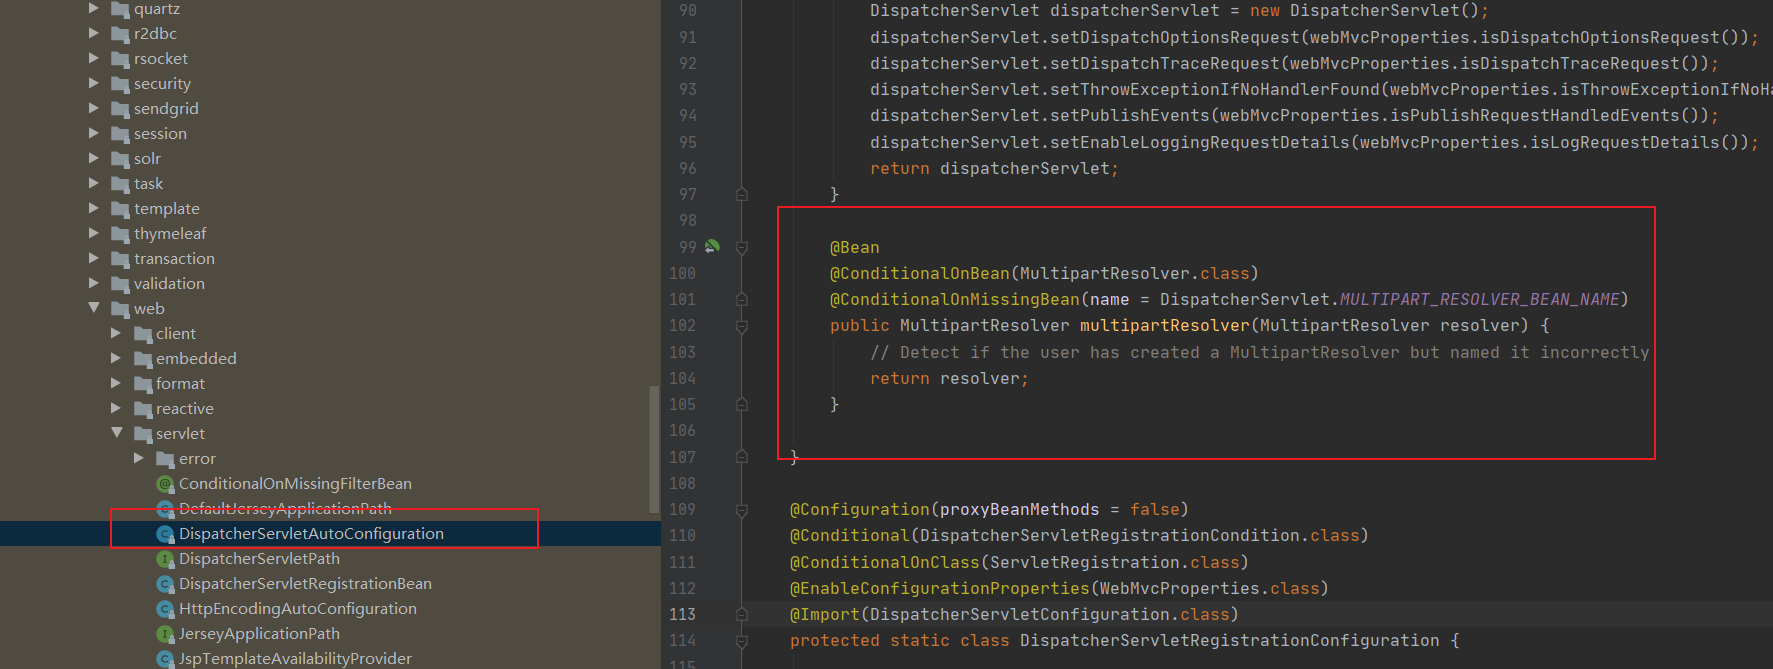 quartz
r2dbc
rsocket
security
sendgrid
session
solr
task
template
thymeleaf
transaction
validation
web
client
embedded
format
reactive
servlet
error
ConditionalOnMissingFilterBean
DefaultJerseyApplicationPath
DispatcherServletAutoConfiguration
DispatcherServletPath
DispatcherServletRegistrationBean
HttpEncodingAutoConfiguration
JerseyApplicationPath
JspTemplateAvailabilityProvider
90 DispatcherServlet dispatcherServlet = new DispatcherServlet();
91 dispatcherServlet.setDispatchOptionsRequest(webMvcProperties.isDispatchOptionsRequest());
92 dispatcherServlet.setDispatchTraceRequest(webMvcProperties.isDispatchTraceRequest());
93 dispatcherServlet.setThrowExceptionIfNoHandlerFound(webMvcProperties.isThrowExceptionIfNoHa
94 dispatcherServlet.setPublishEvents(webMvcProperties.isPublishRequestHandledEvents());
95 dispatcherServlet.setEnableLoggingRequestDetails(webMvcProperties.isLogRequestDetails());
96 return dispatcherServlet;
97 }
98
99 @Bean
100 @ConditionalOnBean(MultipartResolver.class)
101 @ConditionalOnMissingBean(name = DispatcherServlet.MULTIPART_RESOLVER_BEAN_NAME)
102 public MultipartResolver multipartResolver(MultipartResolver resolver) {
103 // Detect if the user has created a MultipartResolver but named it incorrectly
104 return resolver;
105 }
106
107 }
108
109 @Configuration(proxyBeanMethods = false)
110 @Conditional(DispatcherServletRegistrationCondition.class)
111 @ConditionalOnClass(ServletRegistration.class)
112 @EnableConfigurationProperties(WebMvcProperties.class)
113 @Import(DispatcherServletConfiguration.class)
114 protected static class DispatcherServletRegistrationConfiguration {
115